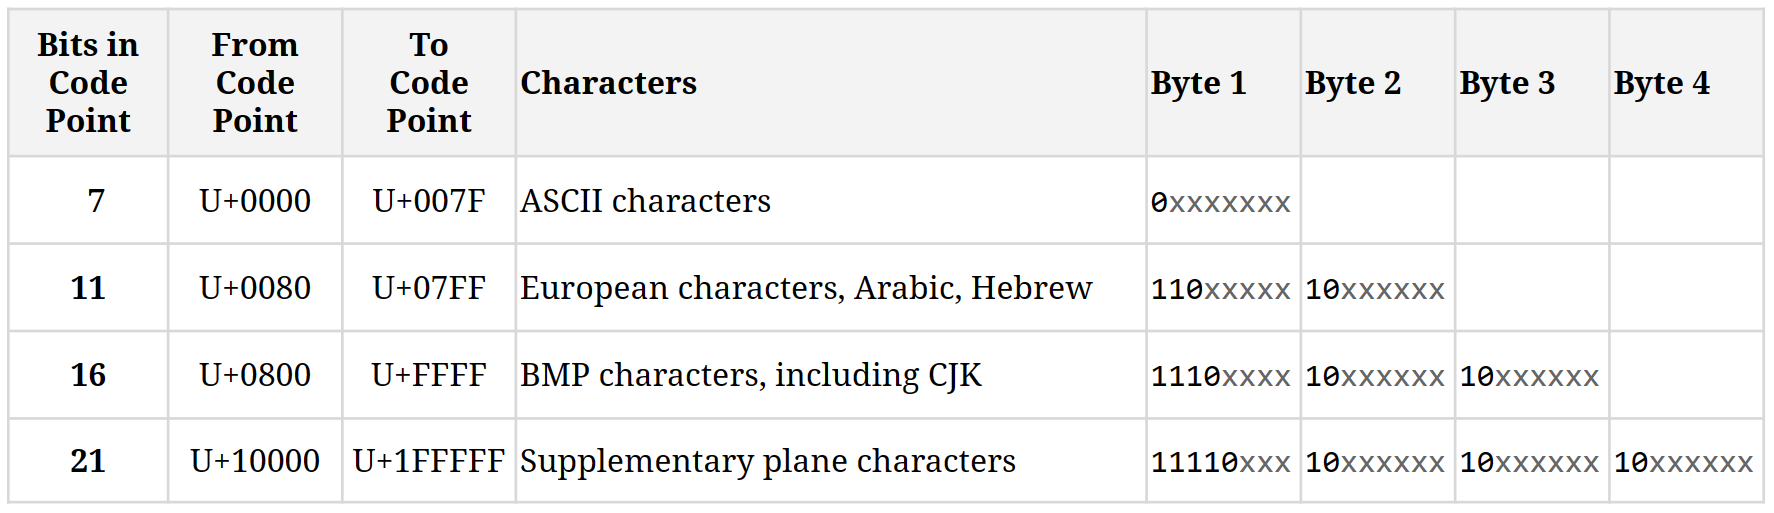 Bits in Code Point From Code Point To Code Point Characters Byte 1 Byte 2 Byte 3 Byte 4
7 U+0000 U+007F ASCII characters 0xxxxxxx
11 U+0080 U+07FF European characters, Arabic, Hebrew 110xxxxx 10xxxxxx
16 U+0800 U+FFFF BMP characters, including CJK 1110xxxx 10xxxxxx 10xxxxxx
21 U+10000 U+1FFFFF Supplementary plane characters 11110xxx 10xxxxxx 10xxxxxx 10xxxxxx